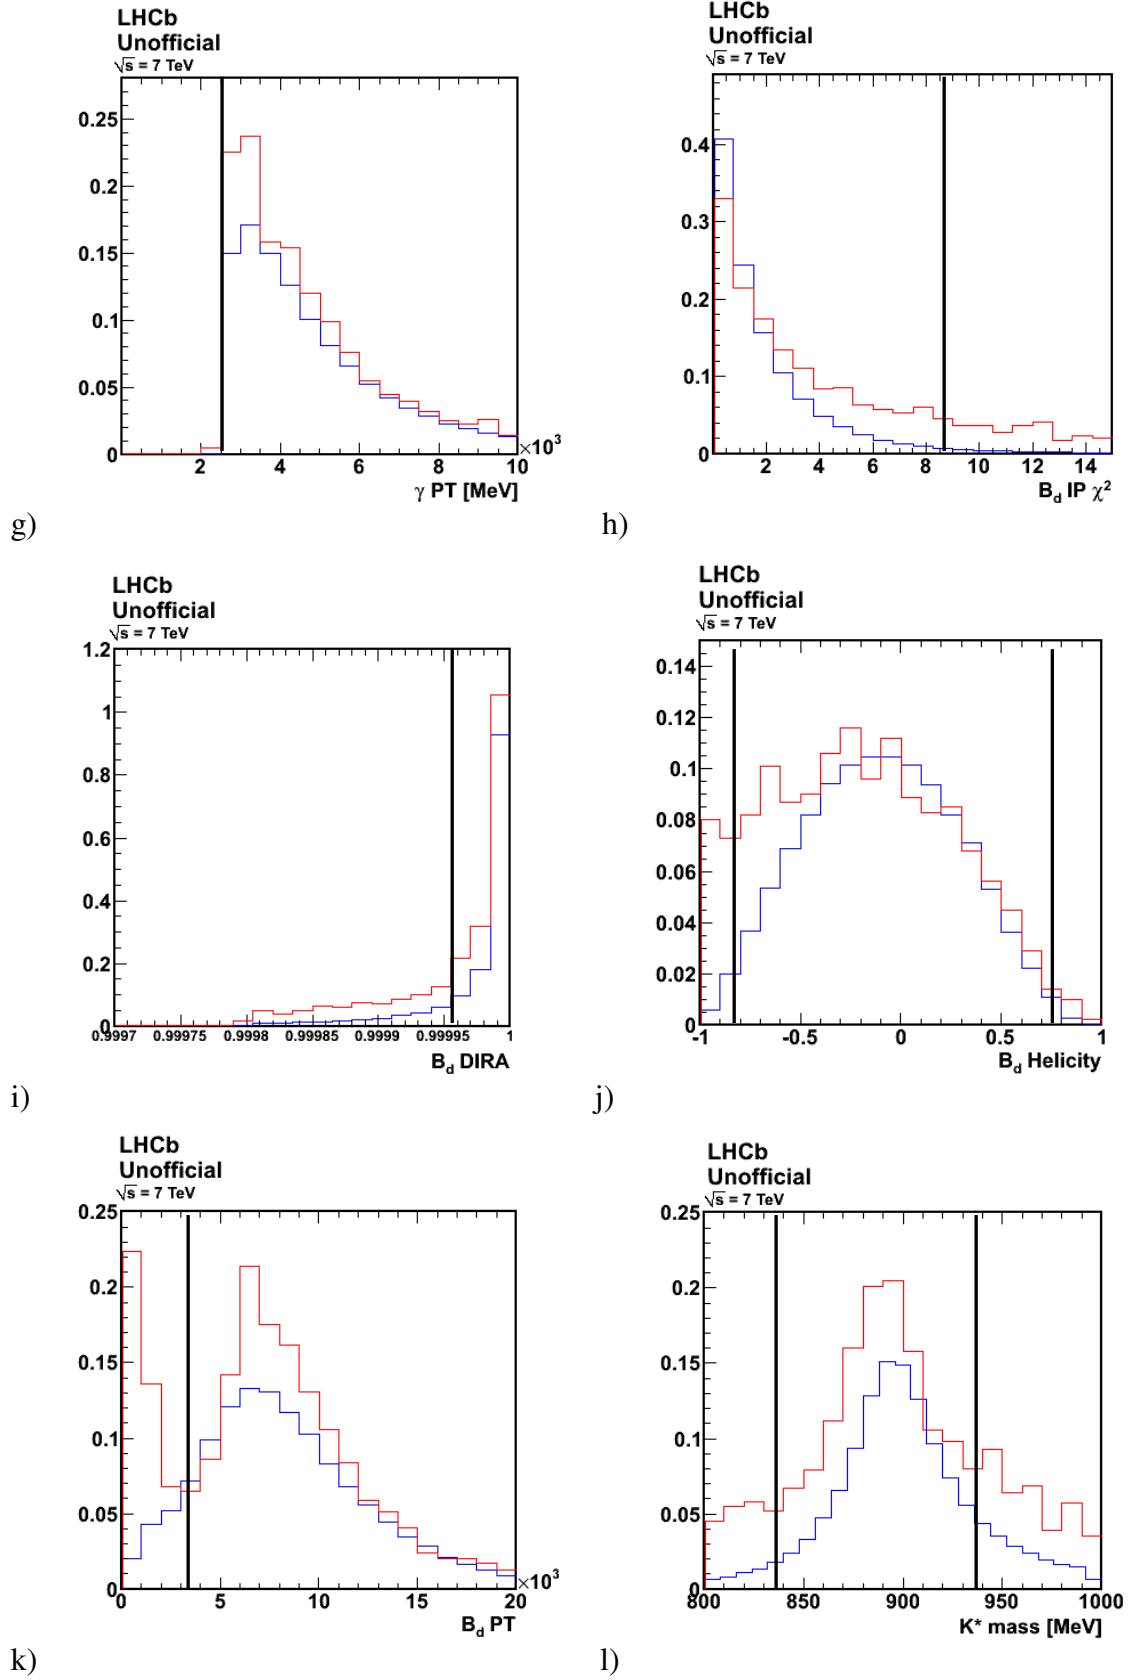 LHCb
Unofficial
√s = 7 TeV
0.25
0.2
0.15
0.1
0.05
0
2 4 6 8 10
×10³
γ PT [MeV]
g)
LHCb
Unofficial
√s = 7 TeV
0.4
0.3
0.2
0.1
0
2 4 6 8 10 12 14
B_d IP χ²
h)
LHCb
Unofficial
√s = 7 TeV
1.2
1
0.8
0.6
0.4
0.2
0
0.9997 0.99975 0.9998 0.99985 0.9999 0.99995 1
B_d DIRA
i)
LHCb
Unofficial
√s = 7 TeV
0.14
0.12
0.1
0.08
0.06
0.04
0.02
0
-1 -0.5 0 0.5 1
B_d Helicity
j)
LHCb
Unofficial
√s = 7 TeV
0.25
0.2
0.15
0.1
0.05
0
0 5 10 15 20
×10³
B_d PT
k)
LHCb
Unofficial
√s = 7 TeV
0.25
0.2
0.15
0.1
0.05
0
800 850 900 950 1000
K* mass [MeV]
l)